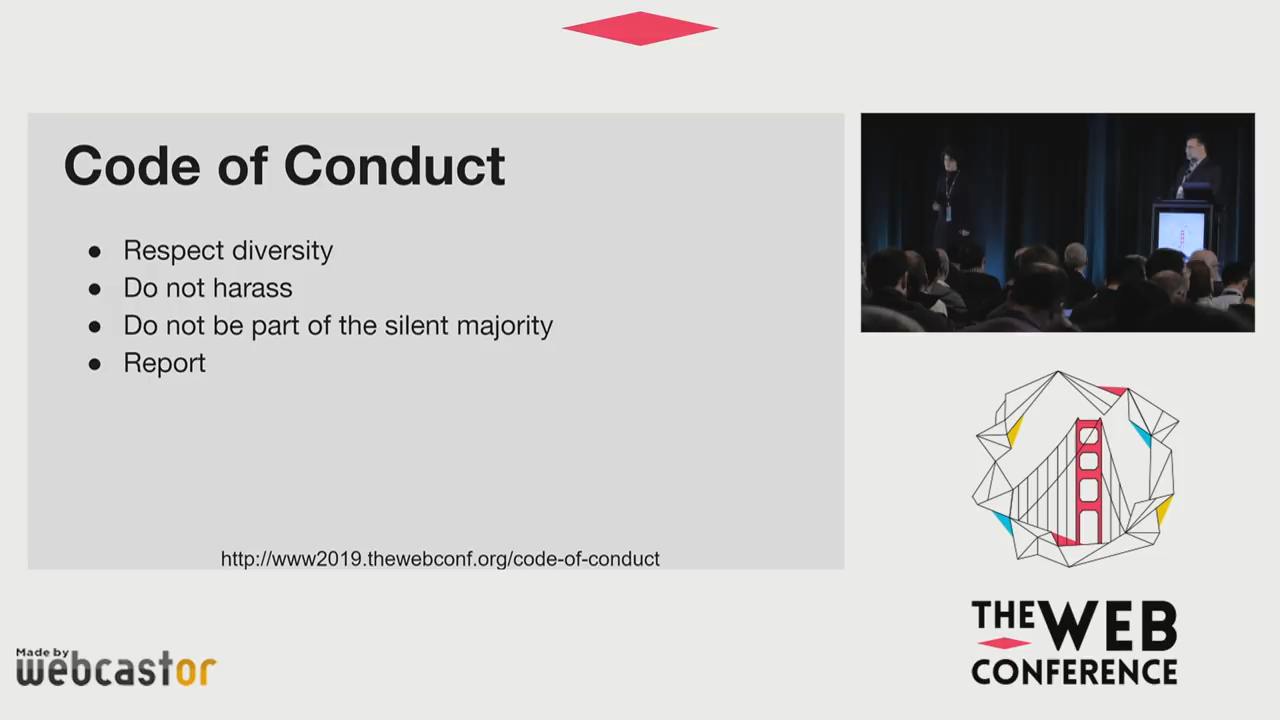 Code of Conduct
● Respect diversity
● Do not harass
● Do not be part of the silent majority
● Report
http://www2019.thewebconf.org/code-of-conduct
Made by
webcastor
THE WEB
CONFERENCE